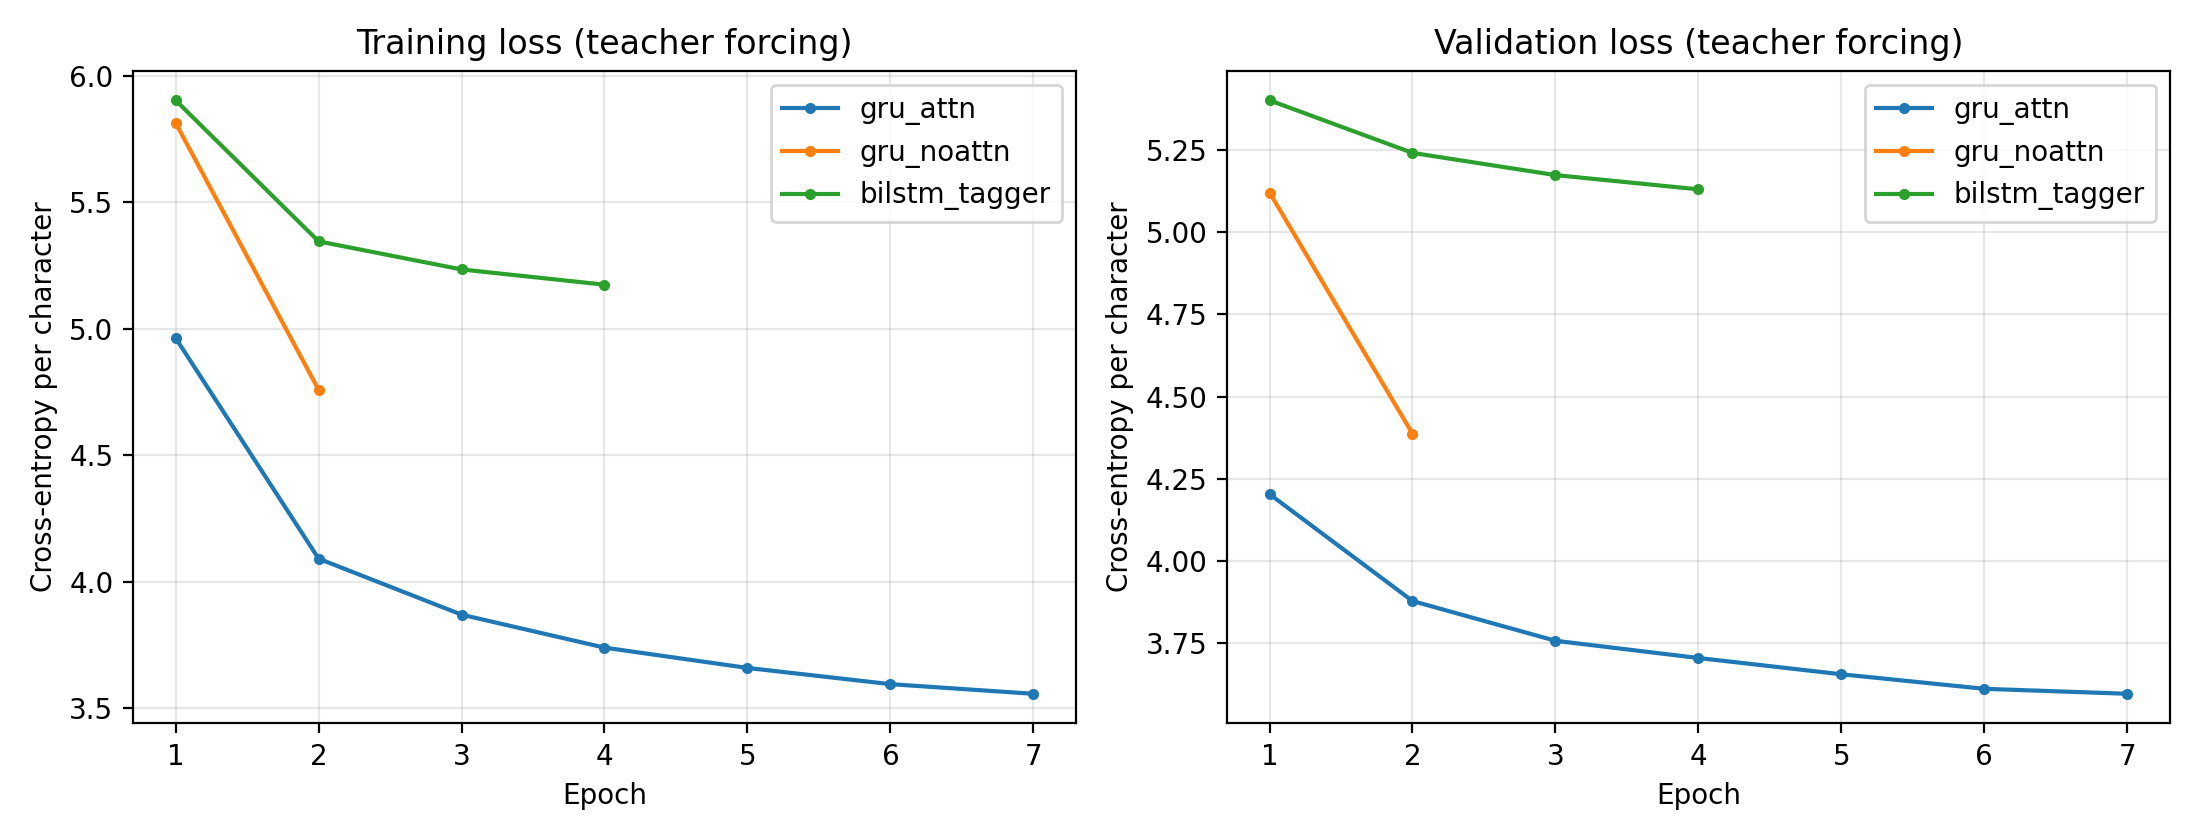 Training loss (teacher forcing)
Cross-entropy per character
6.0
5.5
5.0
4.5
4.0
3.5
gru_attn
gru_noattn
bilstm_tagger
1 2 3 4 5 6 7
Epoch
Validation loss (teacher forcing)
Cross-entropy per character
5.25
5.00
4.75
4.50
4.25
4.00
3.75
gru_attn
gru_noattn
bilstm_tagger
1 2 3 4 5 6 7
Epoch